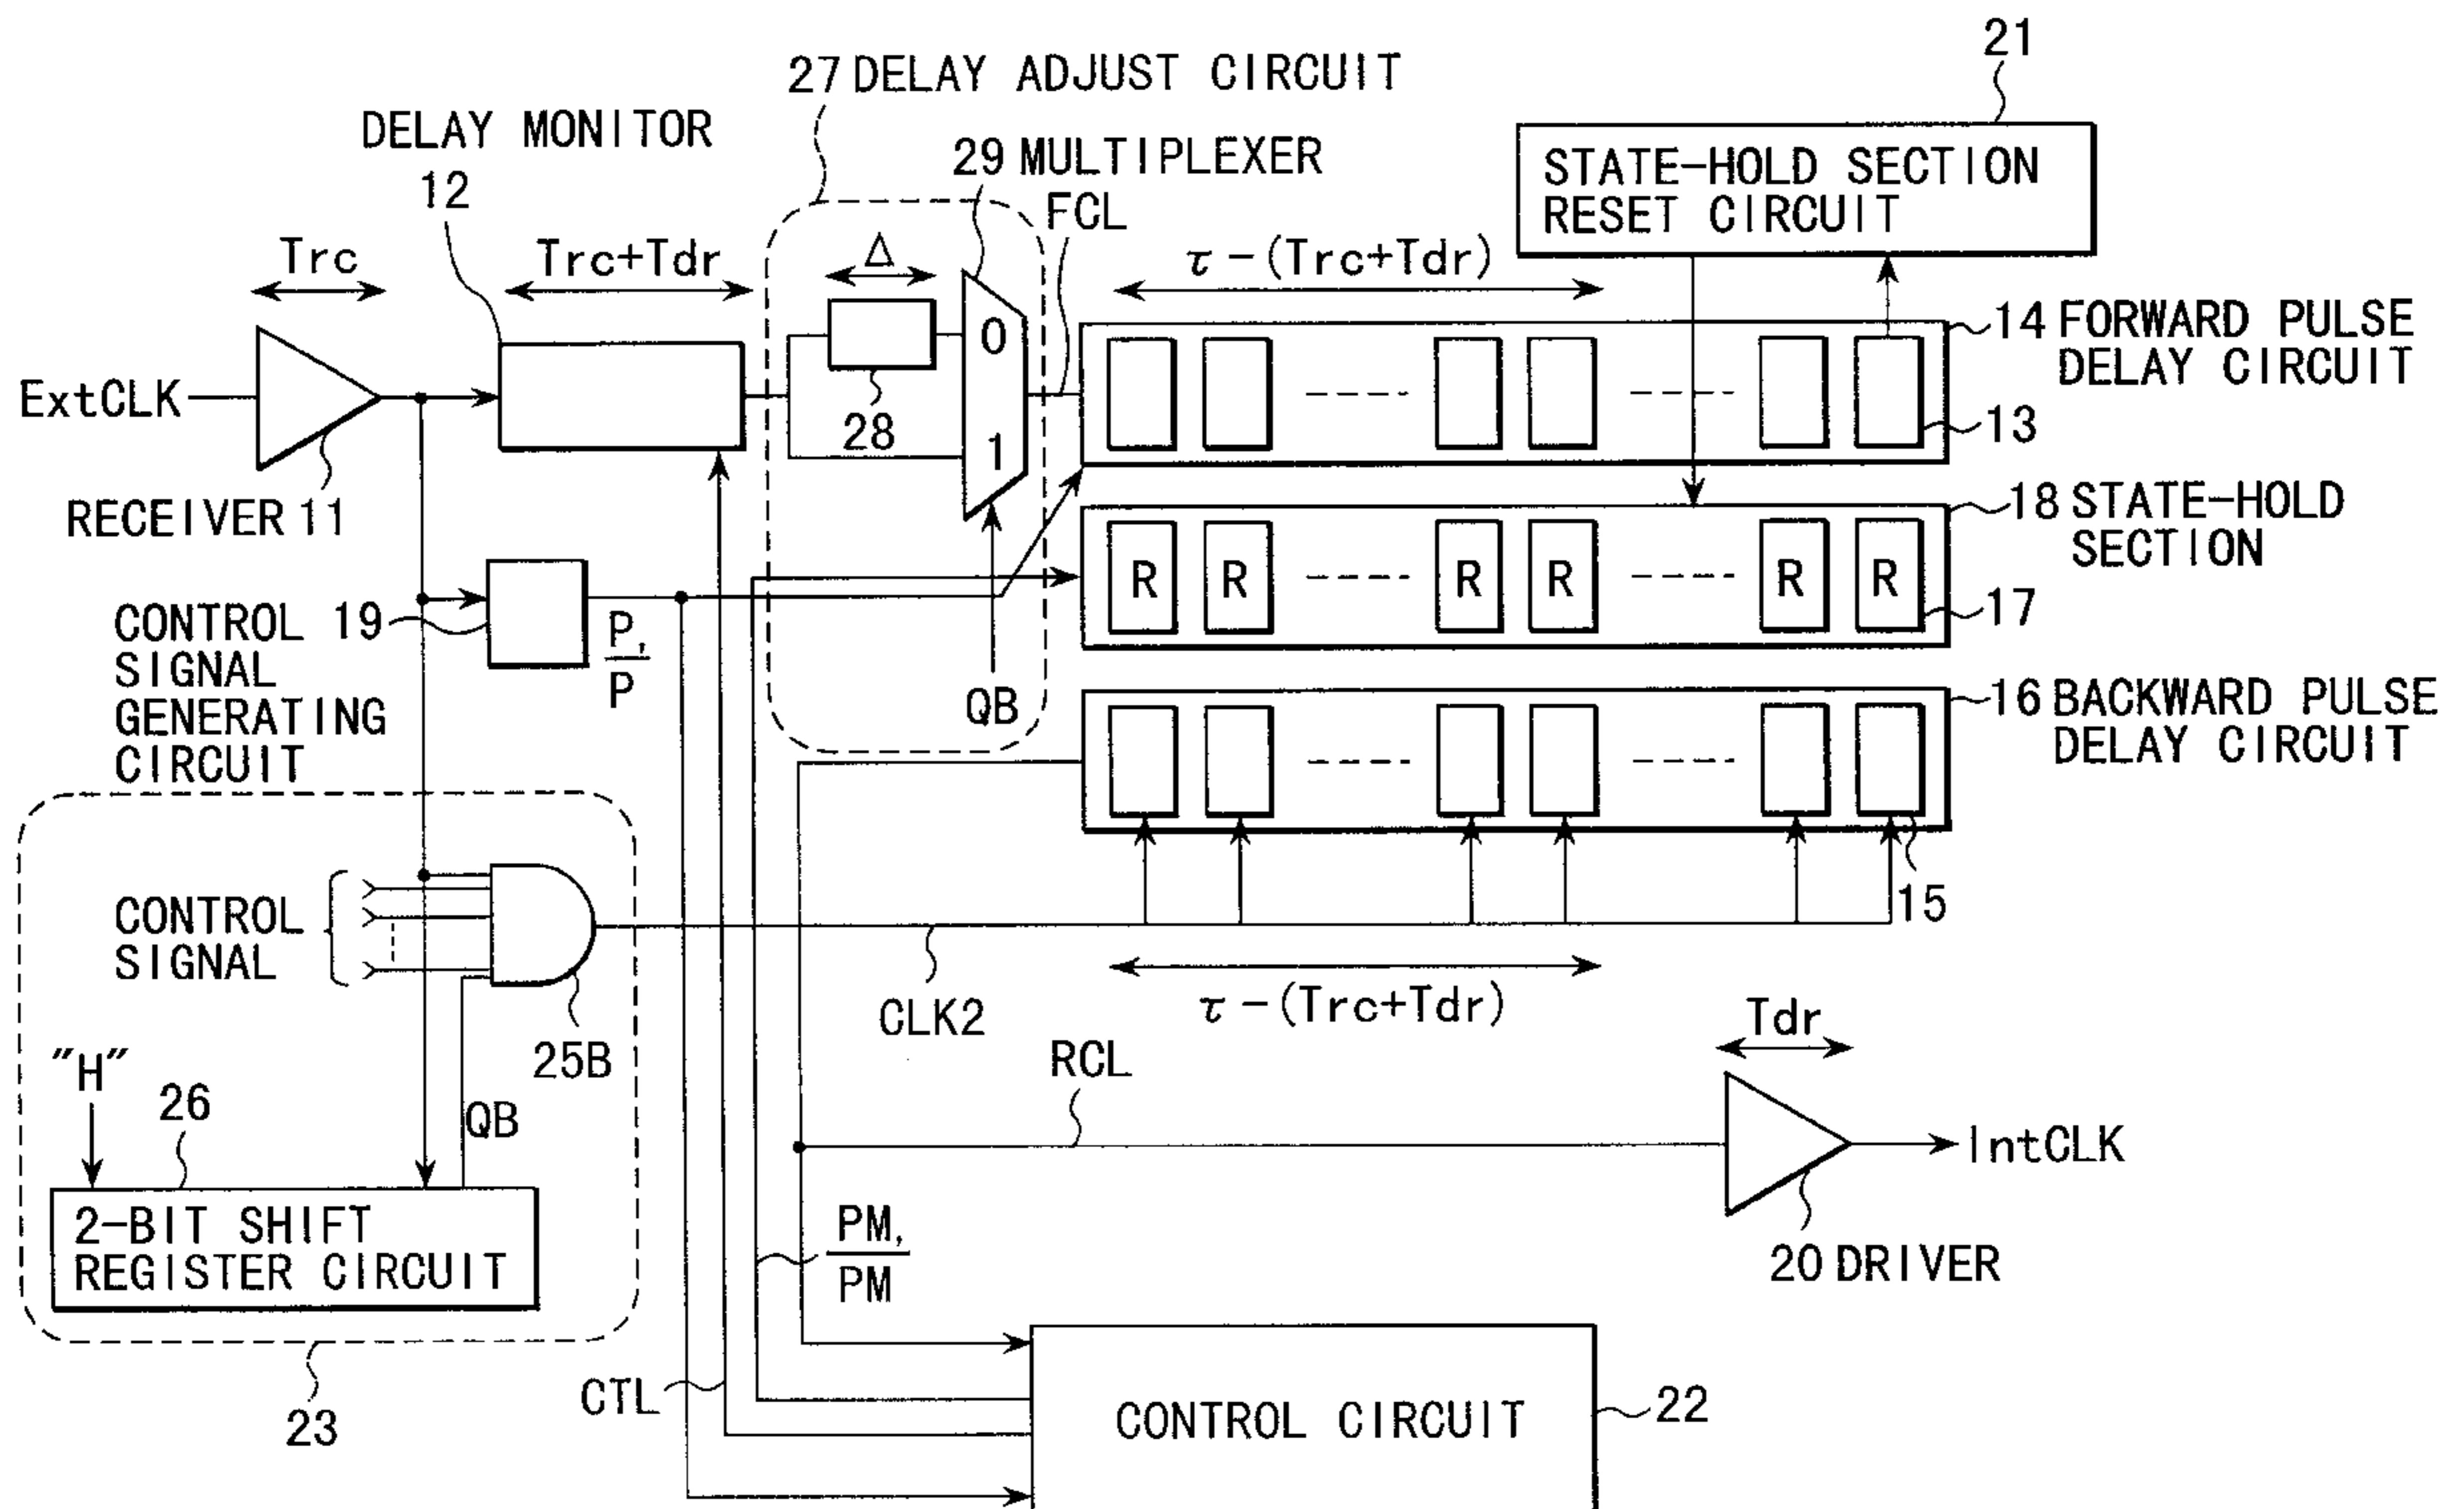 21
27 DELAY ADJUST CIRCUIT
DELAY MONITOR
12
29 MULTIPLEXER
FCL
STATE-HOLD SECTION
RESET CIRCUIT
Trc
Trc+Tdr
Δ
τ-(Trc+Tdr)
0
1
28
14 FORWARD PULSE
DELAY CIRCUIT
13
ExtCLK
RECEIVER 11
18 STATE-HOLD
SECTION
R R R R R R
17
CONTROL 19
SIGNAL
GENERATING
CIRCUIT
P,
P̅
QB
16 BACKWARD PULSE
DELAY CIRCUIT
15
CONTROL
SIGNAL
25B
CLK2
τ-(Trc+Tdr)
Tdr
"H"
26
QB
RCL
IntCLK
2-BIT SHIFT
REGISTER CIRCUIT
PM,
P̅M̅
20 DRIVER
23
CTL
CONTROL CIRCUIT
22